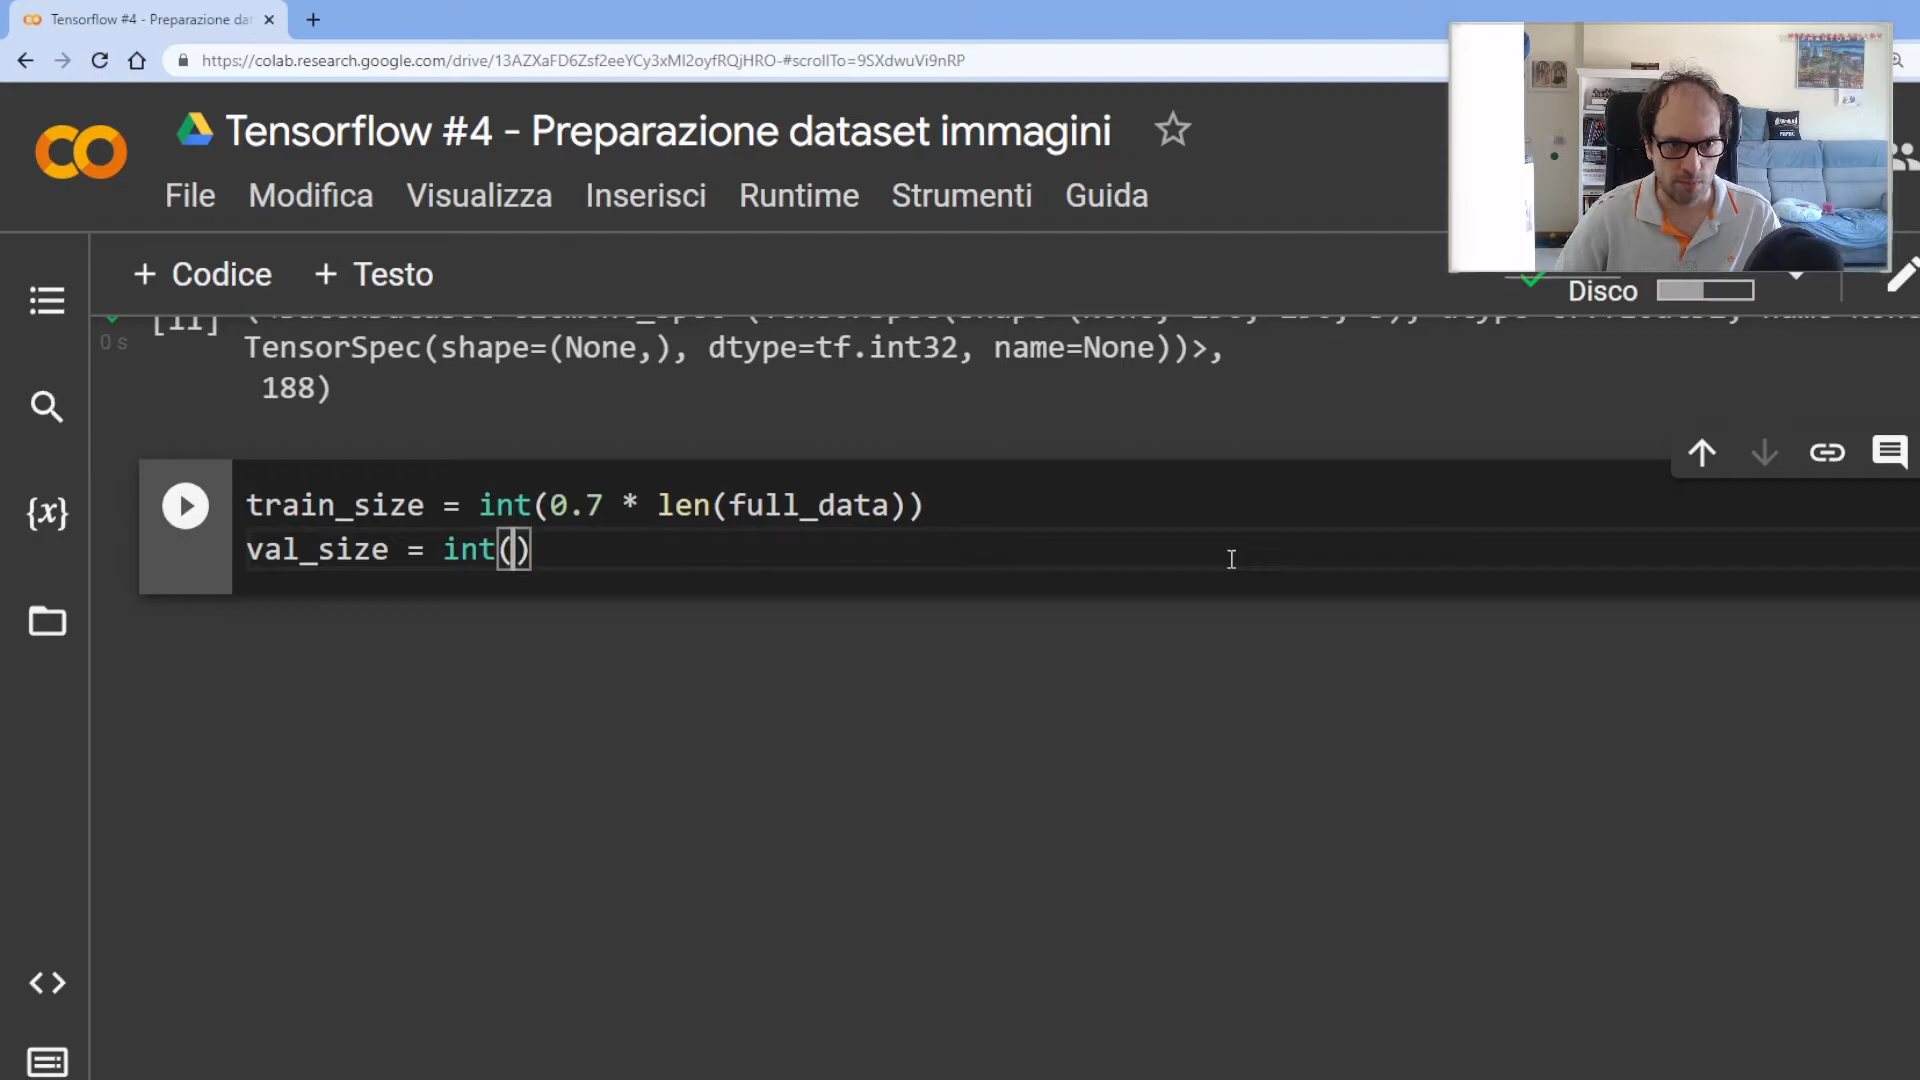 Tensorflow #4 - Preparazione da
https://colab.research.google.com/drive/13AZXaFD6Zsf2eeYCy3xMI2oyfRQjHRO-#scrollTo=9SXdwuVi9nRP
Tensorflow #4 - Preparazione dataset immagini
File Modifica Visualizza Inserisci Runtime Strumenti Guida
+ Codice + Testo
Disco
[11]
0 s
TensorSpec(shape=(None,), dtype=tf.int32, name=None))>,
188)
train_size = int(0.7 * len(full_data))
val_size = int()
{x}